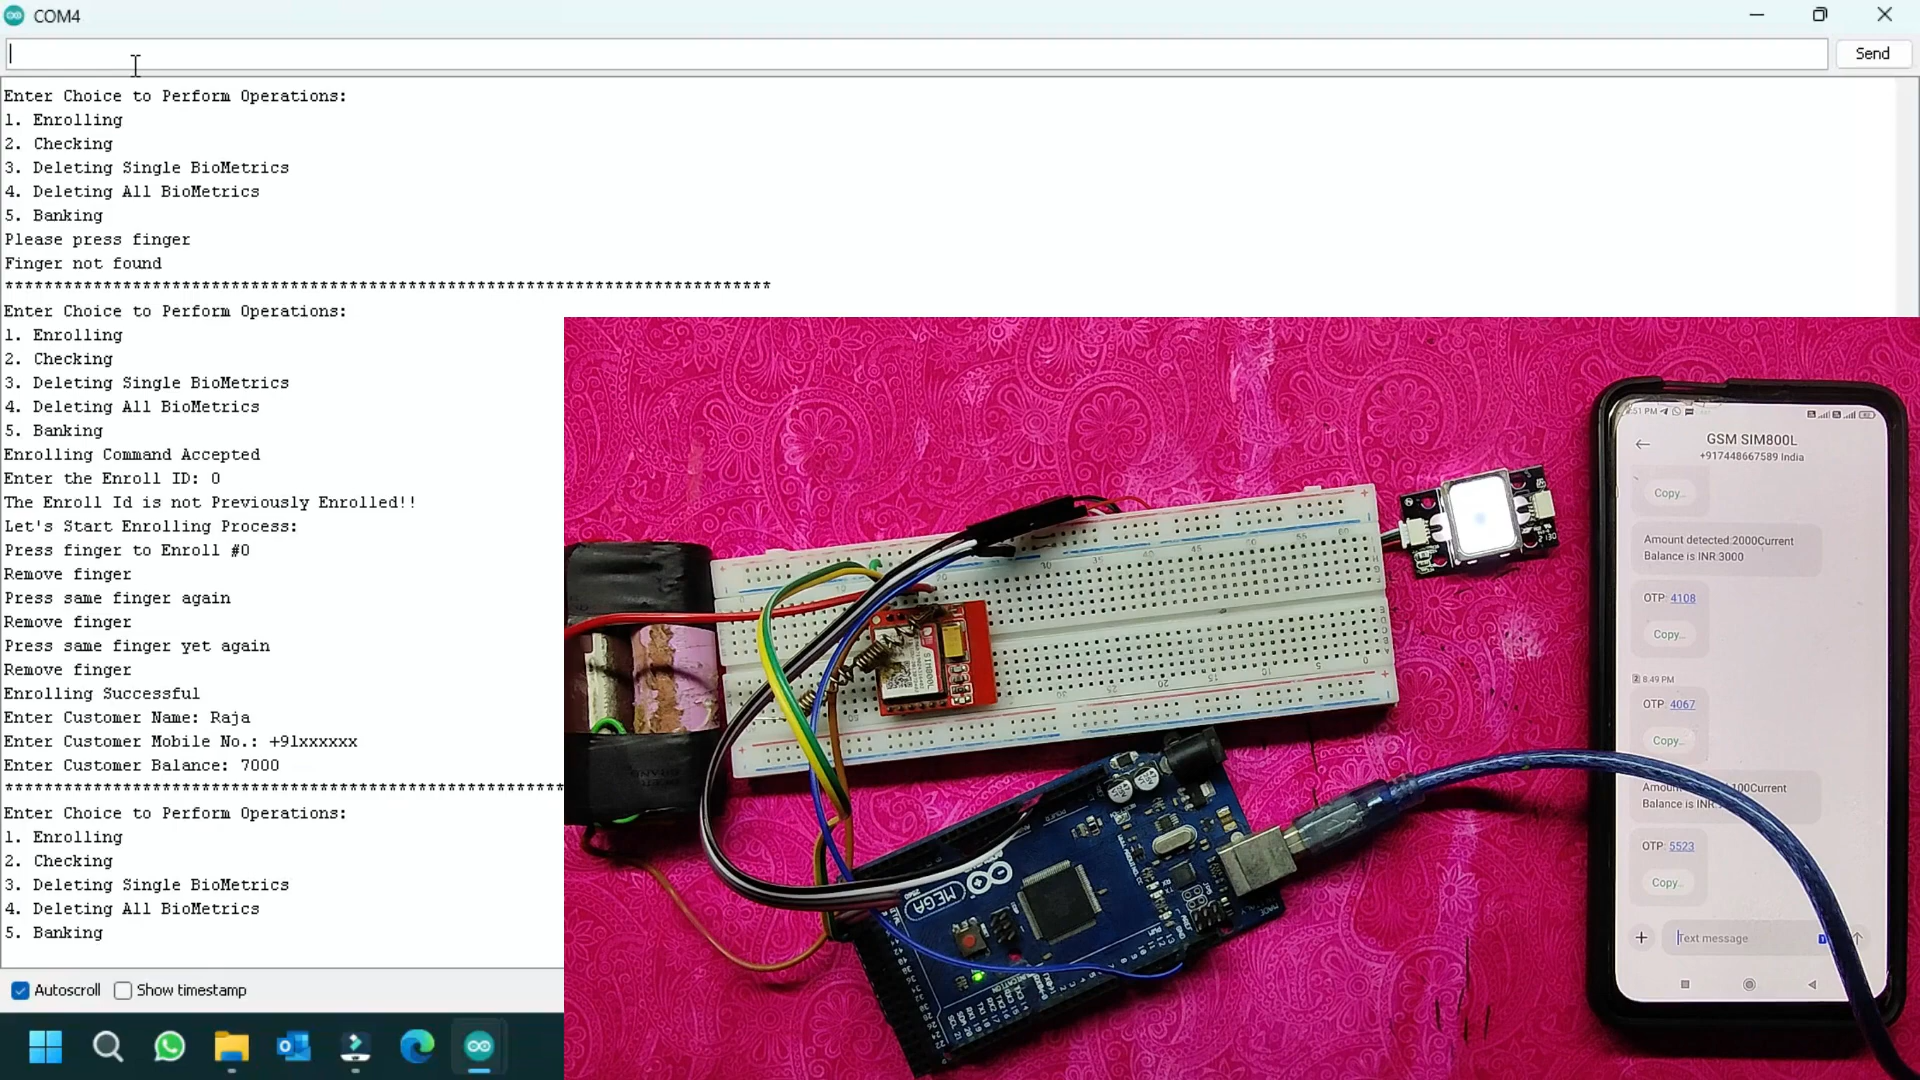 COM4
Send
Enter Choice to Perform Operations:
1. Enrolling
2. Checking
3. Deleting Single BioMetrics
4. Deleting All BioMetrics
5. Banking
Please press finger
Finger not found
******************************************************************************
Enter Choice to Perform Operations:
1. Enrolling
2. Checking
3. Deleting Single BioMetrics
4. Deleting All BioMetrics
5. Banking
Enrolling Command Accepted
Enter the Enroll ID: 0
The Enroll Id is not Previously Enrolled!!
Let's Start Enrolling Process:
Press finger to Enroll #0
Remove finger
Press same finger again
Remove finger
Press same finger yet again
Remove finger
Enrolling Successful
Enter Customer Name: Raja
Enter Customer Mobile No.: +91xxxxxx
Enter Customer Balance: 7000
*********************************************************
Enter Choice to Perform Operations:
1. Enrolling
2. Checking
3. Deleting Single BioMetrics
4. Deleting All BioMetrics
5. Banking
Autoscroll
Show timestamp
GSM SIM800L
+917448667589 India
Copy
Amount detected:2000Current
Balance is INR:3000
OTP: 4108
Copy
2 8:49 PM
OTP: 4067
Copy
100Current
Balance is INR
OTP: 5523
Copy
Text message
SIM800L
MEGA